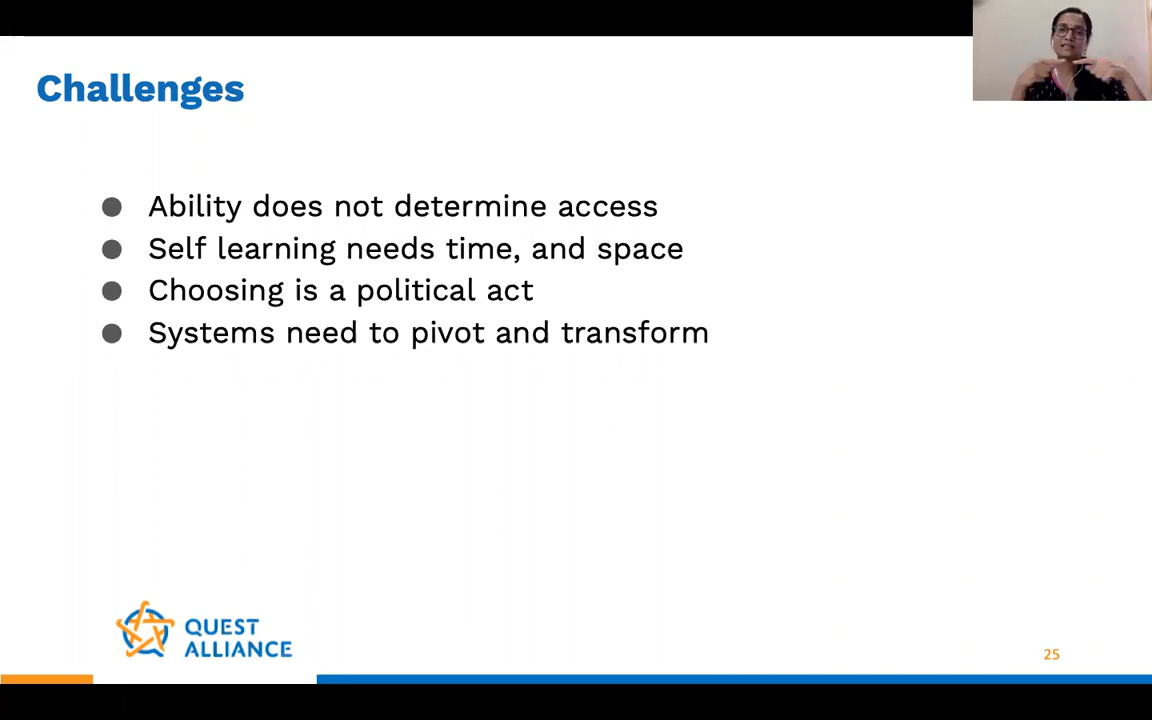 Challenges
● Ability does not determine access
● Self learning needs time, and space
● Choosing is a political act
● Systems need to pivot and transform
QUEST
ALLIANCE
25